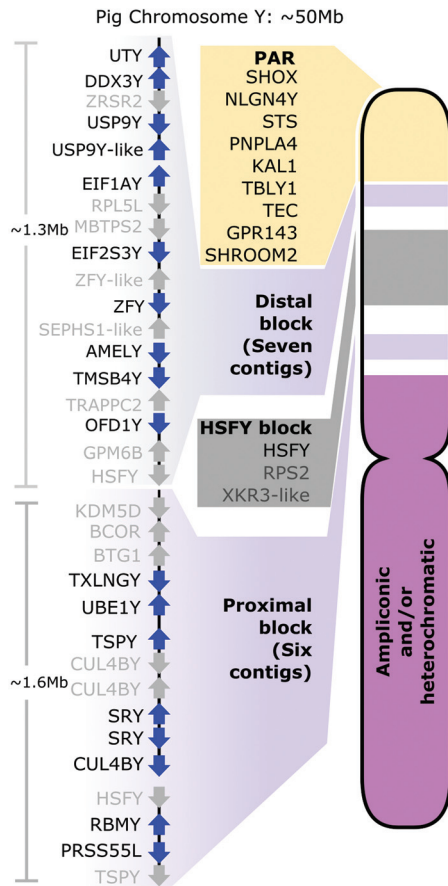 Pig Chromosome Y: ~50Mb
UTY
DDX3Y
ZRSR2
USP9Y
USP9Y-like
EIF1AY
RPL5L
MBTPS2
EIF2S3Y
ZFY-like
ZFY
SEPHS1-like
AMELY
TMSB4Y
TRAPPC2
OFD1Y
GPM6B
HSFY
~1.3Mb
KDM5D
BCOR
BTG1
TXLNGY
UBE1Y
TSPY
CUL4BY
CUL4BY
SRY
SRY
CUL4BY
HSFY
RBMY
PRSS55L
TSPY
~1.6Mb
PAR
SHOX
NLGN4Y
STS
PNPLA4
KAL1
TBLY1
TEC
GPR143
SHROOM2
Distal
block
(Seven
contigs)
HSFY block
HSFY
RPS2
XKR3-like
Proximal
block
(Six
contigs)
Ampliconic
and/or
heterochromatic